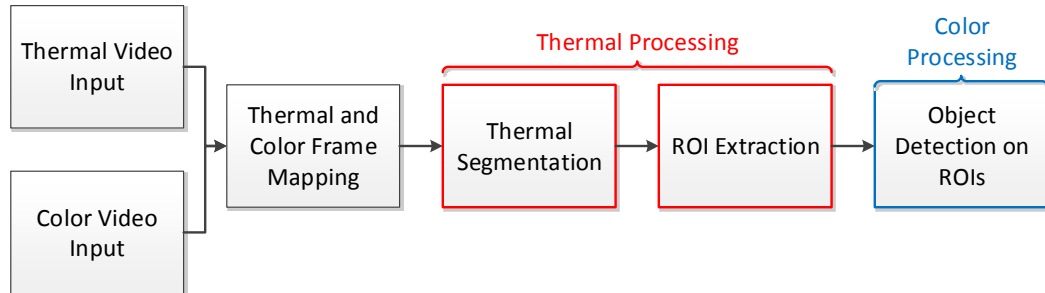 Thermal Video
Input
Color Video
Input
Thermal and
Color Frame
Mapping
Thermal Processing
Thermal
Segmentation
ROI Extraction
Color
Processing
Object
Detection on
ROIs